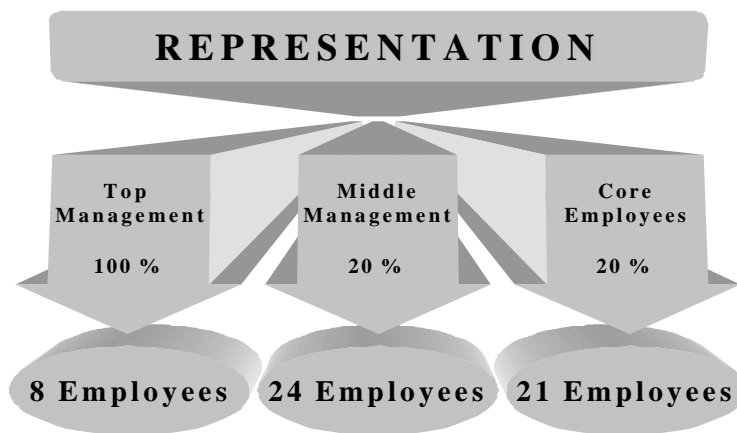 REPRESENTATION
Top
Management
100 %
Middle
Management
20 %
Core
Employees
20 %
8 Employees
24 Employees
21 Employees